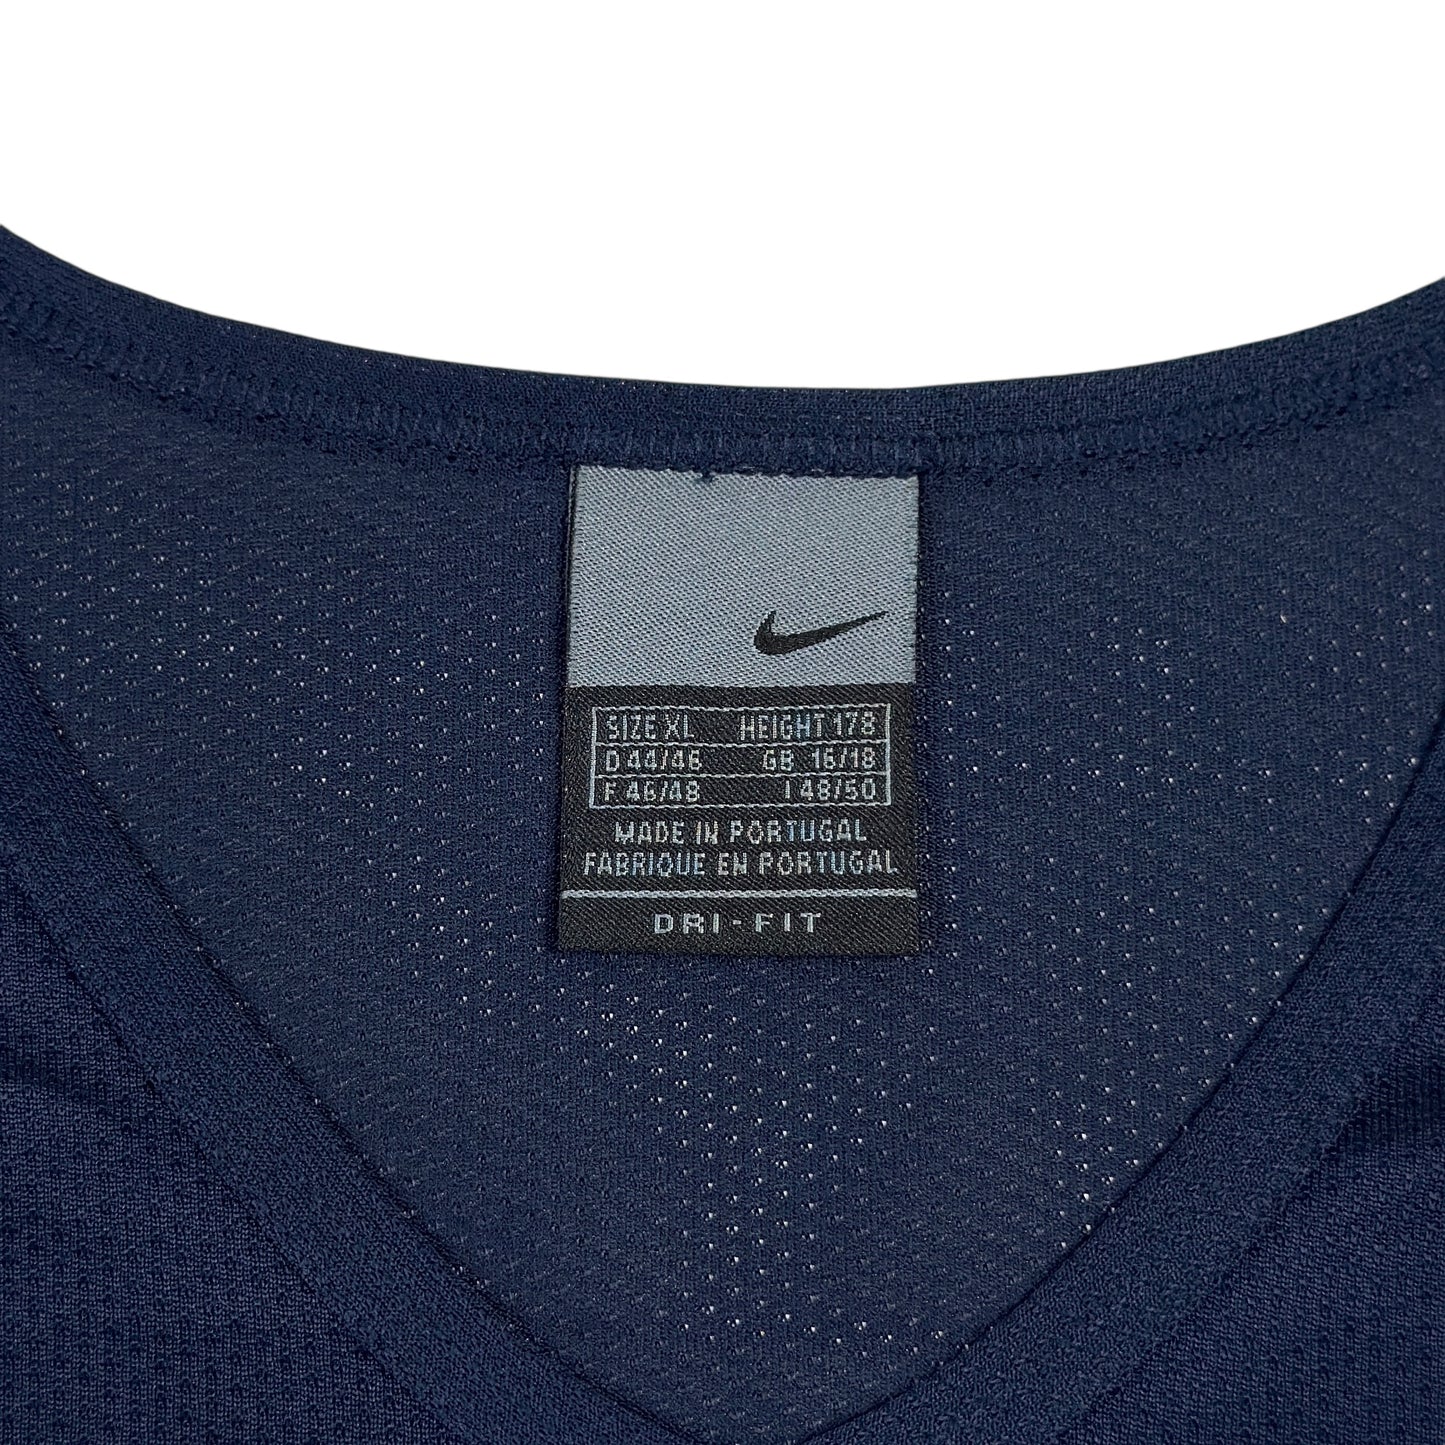 SIZE XL HEIGHT 178
D 44/46 GB 16/18
F 46/48 I 48/50
MADE IN PORTUGAL
FABRIQUE EN PORTUGAL
DRI-FIT